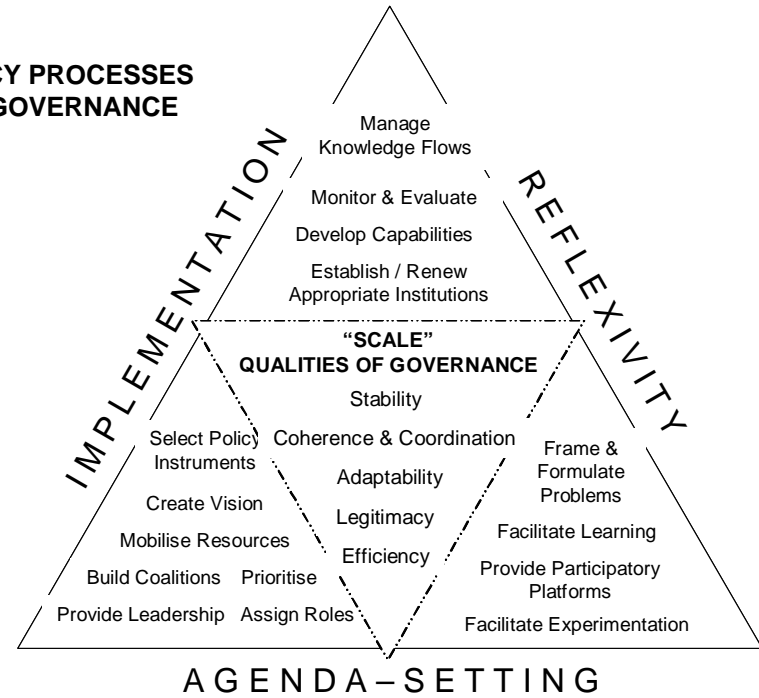 CY PROCESSES
GOVERNANCE
Manage
Knowledge Flows
Monitor & Evaluate
Develop Capabilities
Establish / Renew
Appropriate Institutions
IMPLEMENTATION
REFLEXIVITY
“SCALE”
QUALITIES OF GOVERNANCE
Stability
Coherence & Coordination
Adaptability
Legitimacy
Efficiency
Select Policy
Instruments
Create Vision
Mobilise Resources
Build Coalitions Prioritise
Provide Leadership Assign Roles
Frame &
Formulate
Problems
Facilitate Learning
Provide Participatory
Platforms
Facilitate Experimentation
AGENDA–SETTING